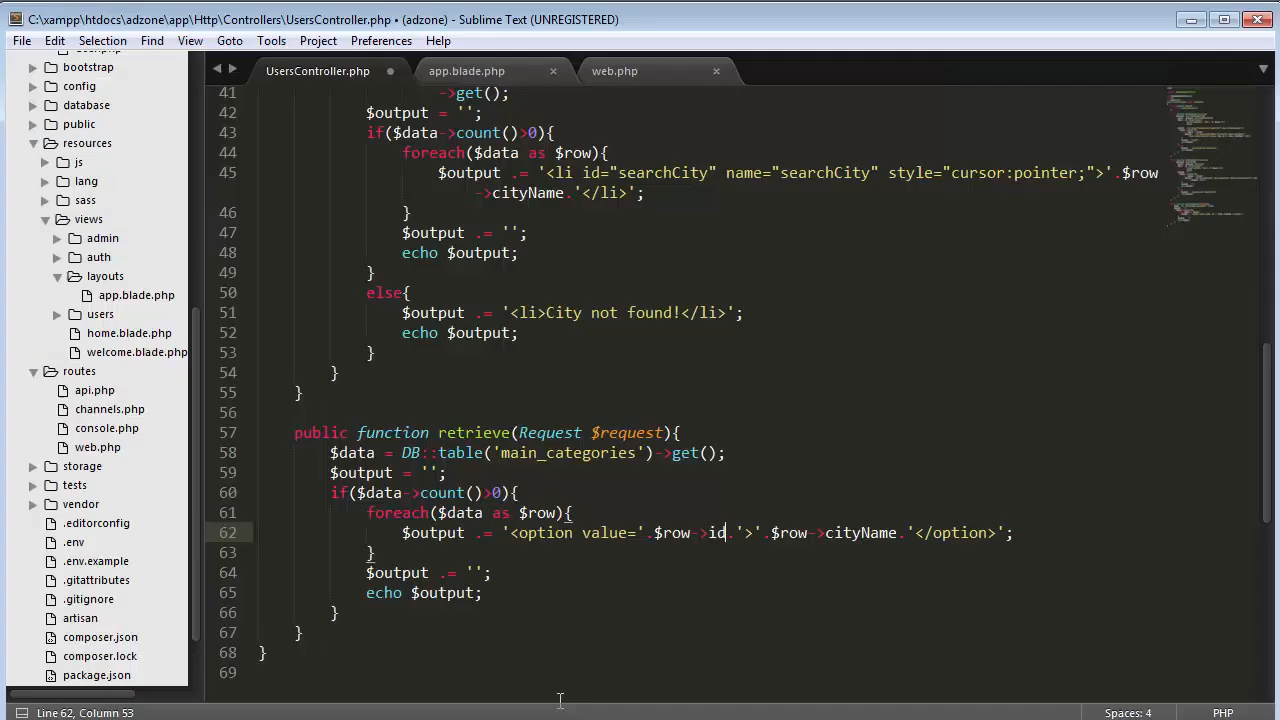 C:\xampp\htdocs\adzone\app\Http\Controllers\UsersController.php • (adzone) - Sublime Text (UNREGISTERED)
File Edit Selection Find View Goto Tools Project Preferences Help
UsersController.php app.blade.php web.php
bootstrap
config
database
public
resources
js
lang
sass
views
admin
auth
layouts
app.blade.php
users
home.blade.php
welcome.blade.php
routes
api.php
channels.php
console.php
web.php
storage
tests
vendor
.editorconfig
.env
.env.example
.gitattributes
.gitignore
artisan
composer.json
composer.lock
package.json
41 ->get();
42 $output = '';
43 if($data->count()>0){
44 foreach($data as $row){
45 $output .= '<li id="searchCity" name="searchCity" style="cursor:pointer;">'.$row
->cityName.'</li>';
46 }
47 $output .= '';
48 echo $output;
49 }
50 else{
51 $output .= '<li>City not found!</li>';
52 echo $output;
53 }
54 }
55 }
56
57 public function retrieve(Request $request){
58 $data = DB::table('main_categories')->get();
59 $output = '';
60 if($data->count()>0){
61 foreach($data as $row){
62 $output .= '<option value='.$row->id.'>'.$row->cityName.'</option>';
63 }
64 $output .= '';
65 echo $output;
66 }
67 }
68 }
69
Line 62, Column 53 Spaces: 4 PHP